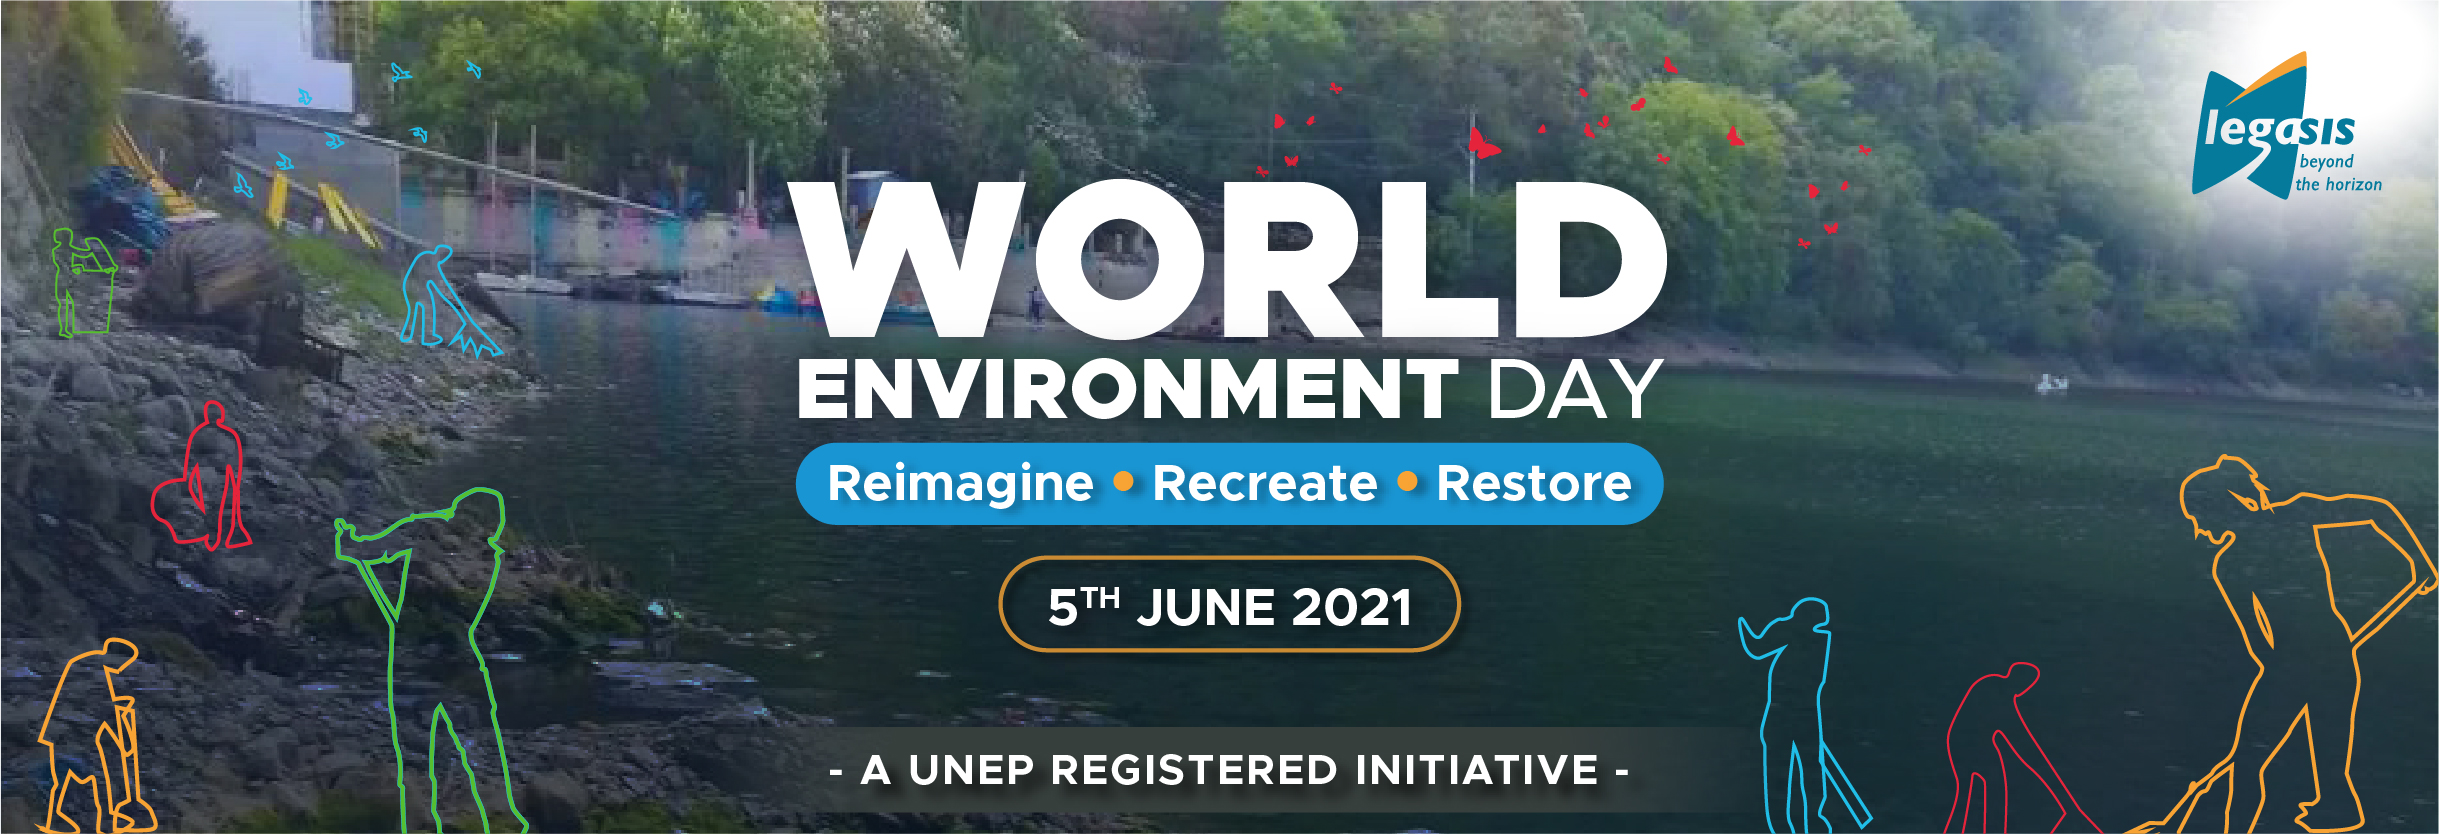 legasis
beyond
the horizon
WORLD
ENVIRONMENT DAY
Reimagine • Recreate • Restore
5TH JUNE 2021
- A UNEP REGISTERED INITIATIVE -